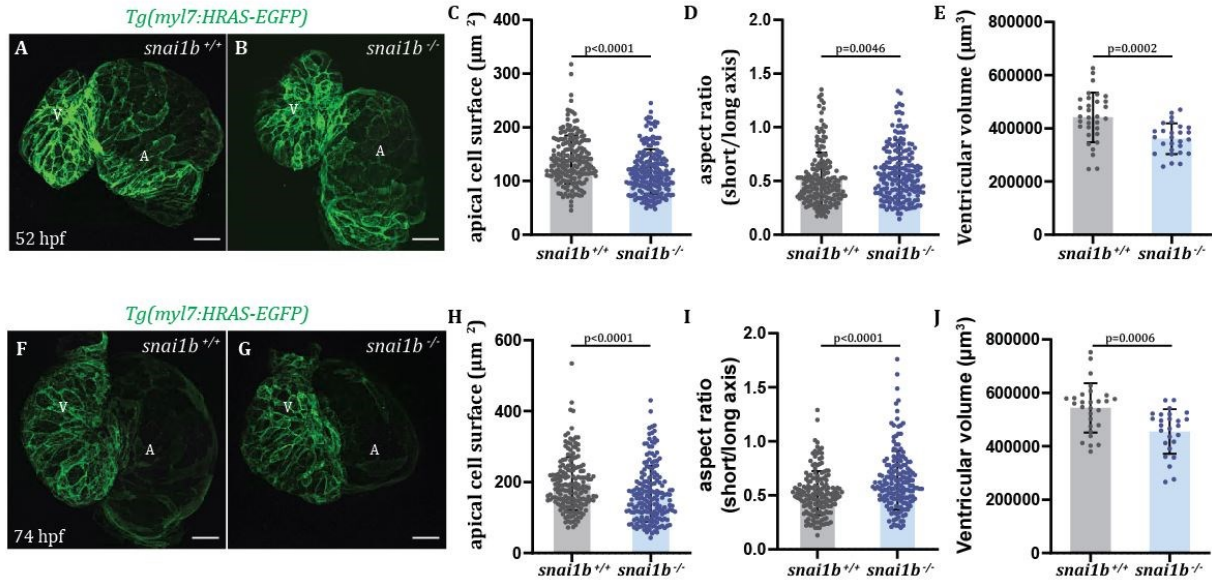 Tg(myl7:HRAS-EGFP)
A snai1b +/+
B snai1b -/-
V
A
V
A
52 hpf
C
apical cell surface (µm 2)
400
300
200
100
0
p<0.0001
snai1b +/+ snai1b -/-
D
aspect ratio
(short/long axis)
2.0
1.5
1.0
0.5
0.0
p=0.0046
snai1b +/+ snai1b -/-
E
Ventricular volume (µm³)
800000
600000
400000
200000
0
p=0.0002
snai1b +/+ snai1b -/-
Tg(myl7:HRAS-EGFP)
F snai1b +/+
G snai1b -/-
V
A
V
A
74 hpf
H
apical cell surface (µm 2)
600
400
200
0
p<0.0001
snai1b +/+ snai1b -/-
I
aspect ratio
(short/long axis)
2.0
1.5
1.0
0.5
0.0
p<0.0001
snai1b +/+ snai1b -/-
J
Ventricular volume (µm³)
800000
600000
400000
200000
0
p=0.0006
snai1b +/+ snai1b -/-